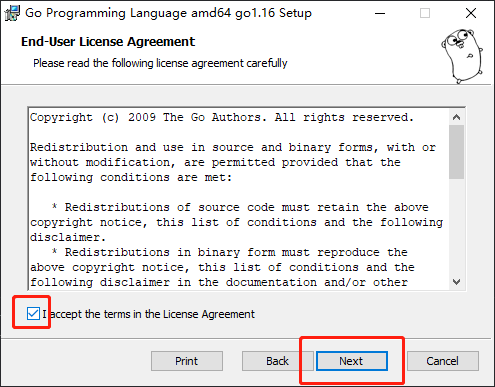 Go Programming Language amd64 go1.16 Setup
End-User License Agreement
Please read the following license agreement carefully
Copyright (c) 2009 The Go Authors. All rights reserved.
Redistribution and use in source and binary forms, with or
without modification, are permitted provided that the
following conditions are met:
* Redistributions of source code must retain the above
copyright notice, this list of conditions and the following
disclaimer.
* Redistributions in binary form must reproduce the
above copyright notice, this list of conditions and the
following disclaimer in the documentation and/or other
I accept the terms in the License Agreement
Print Back Next Cancel